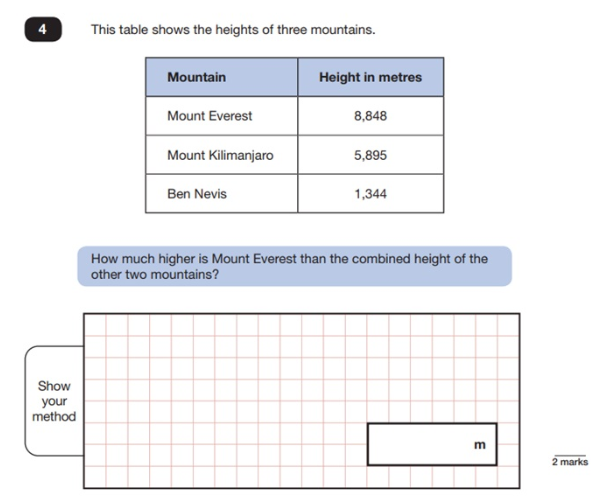 4 This table shows the heights of three mountains.
Mountain Height in metres
Mount Everest 8,848
Mount Kilimanjaro 5,895
Ben Nevis 1,344
How much higher is Mount Everest than the combined height of the
other two mountains?
Show
your
method
m
2 marks